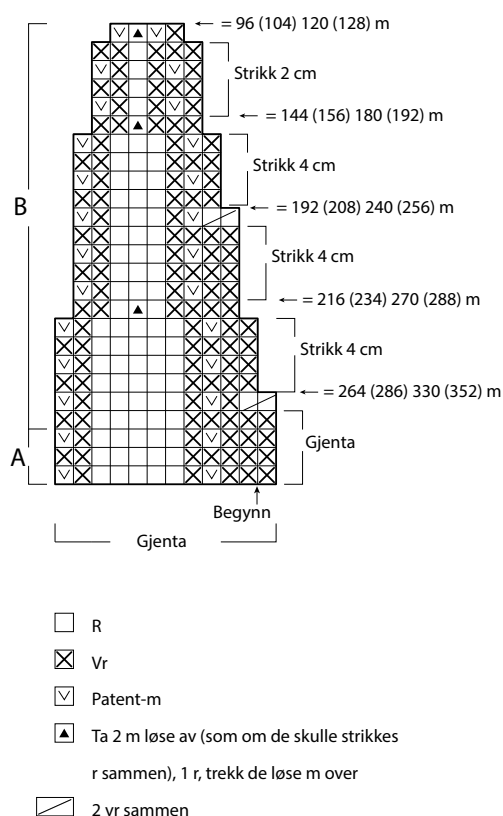 = 96 (104) 120 (128) m
Strikk 2 cm
= 144 (156) 180 (192) m
Strikk 4 cm
B
= 192 (208) 240 (256) m
Strikk 4 cm
= 216 (234) 270 (288) m
Strikk 4 cm
= 264 (286) 330 (352) m
Gjenta
A
Begynn
Gjenta
R
Vr
Patent-m
Ta 2 m løse av (som om de skulle strikkes
r sammen), 1 r, trekk de løse m over
2 vr sammen